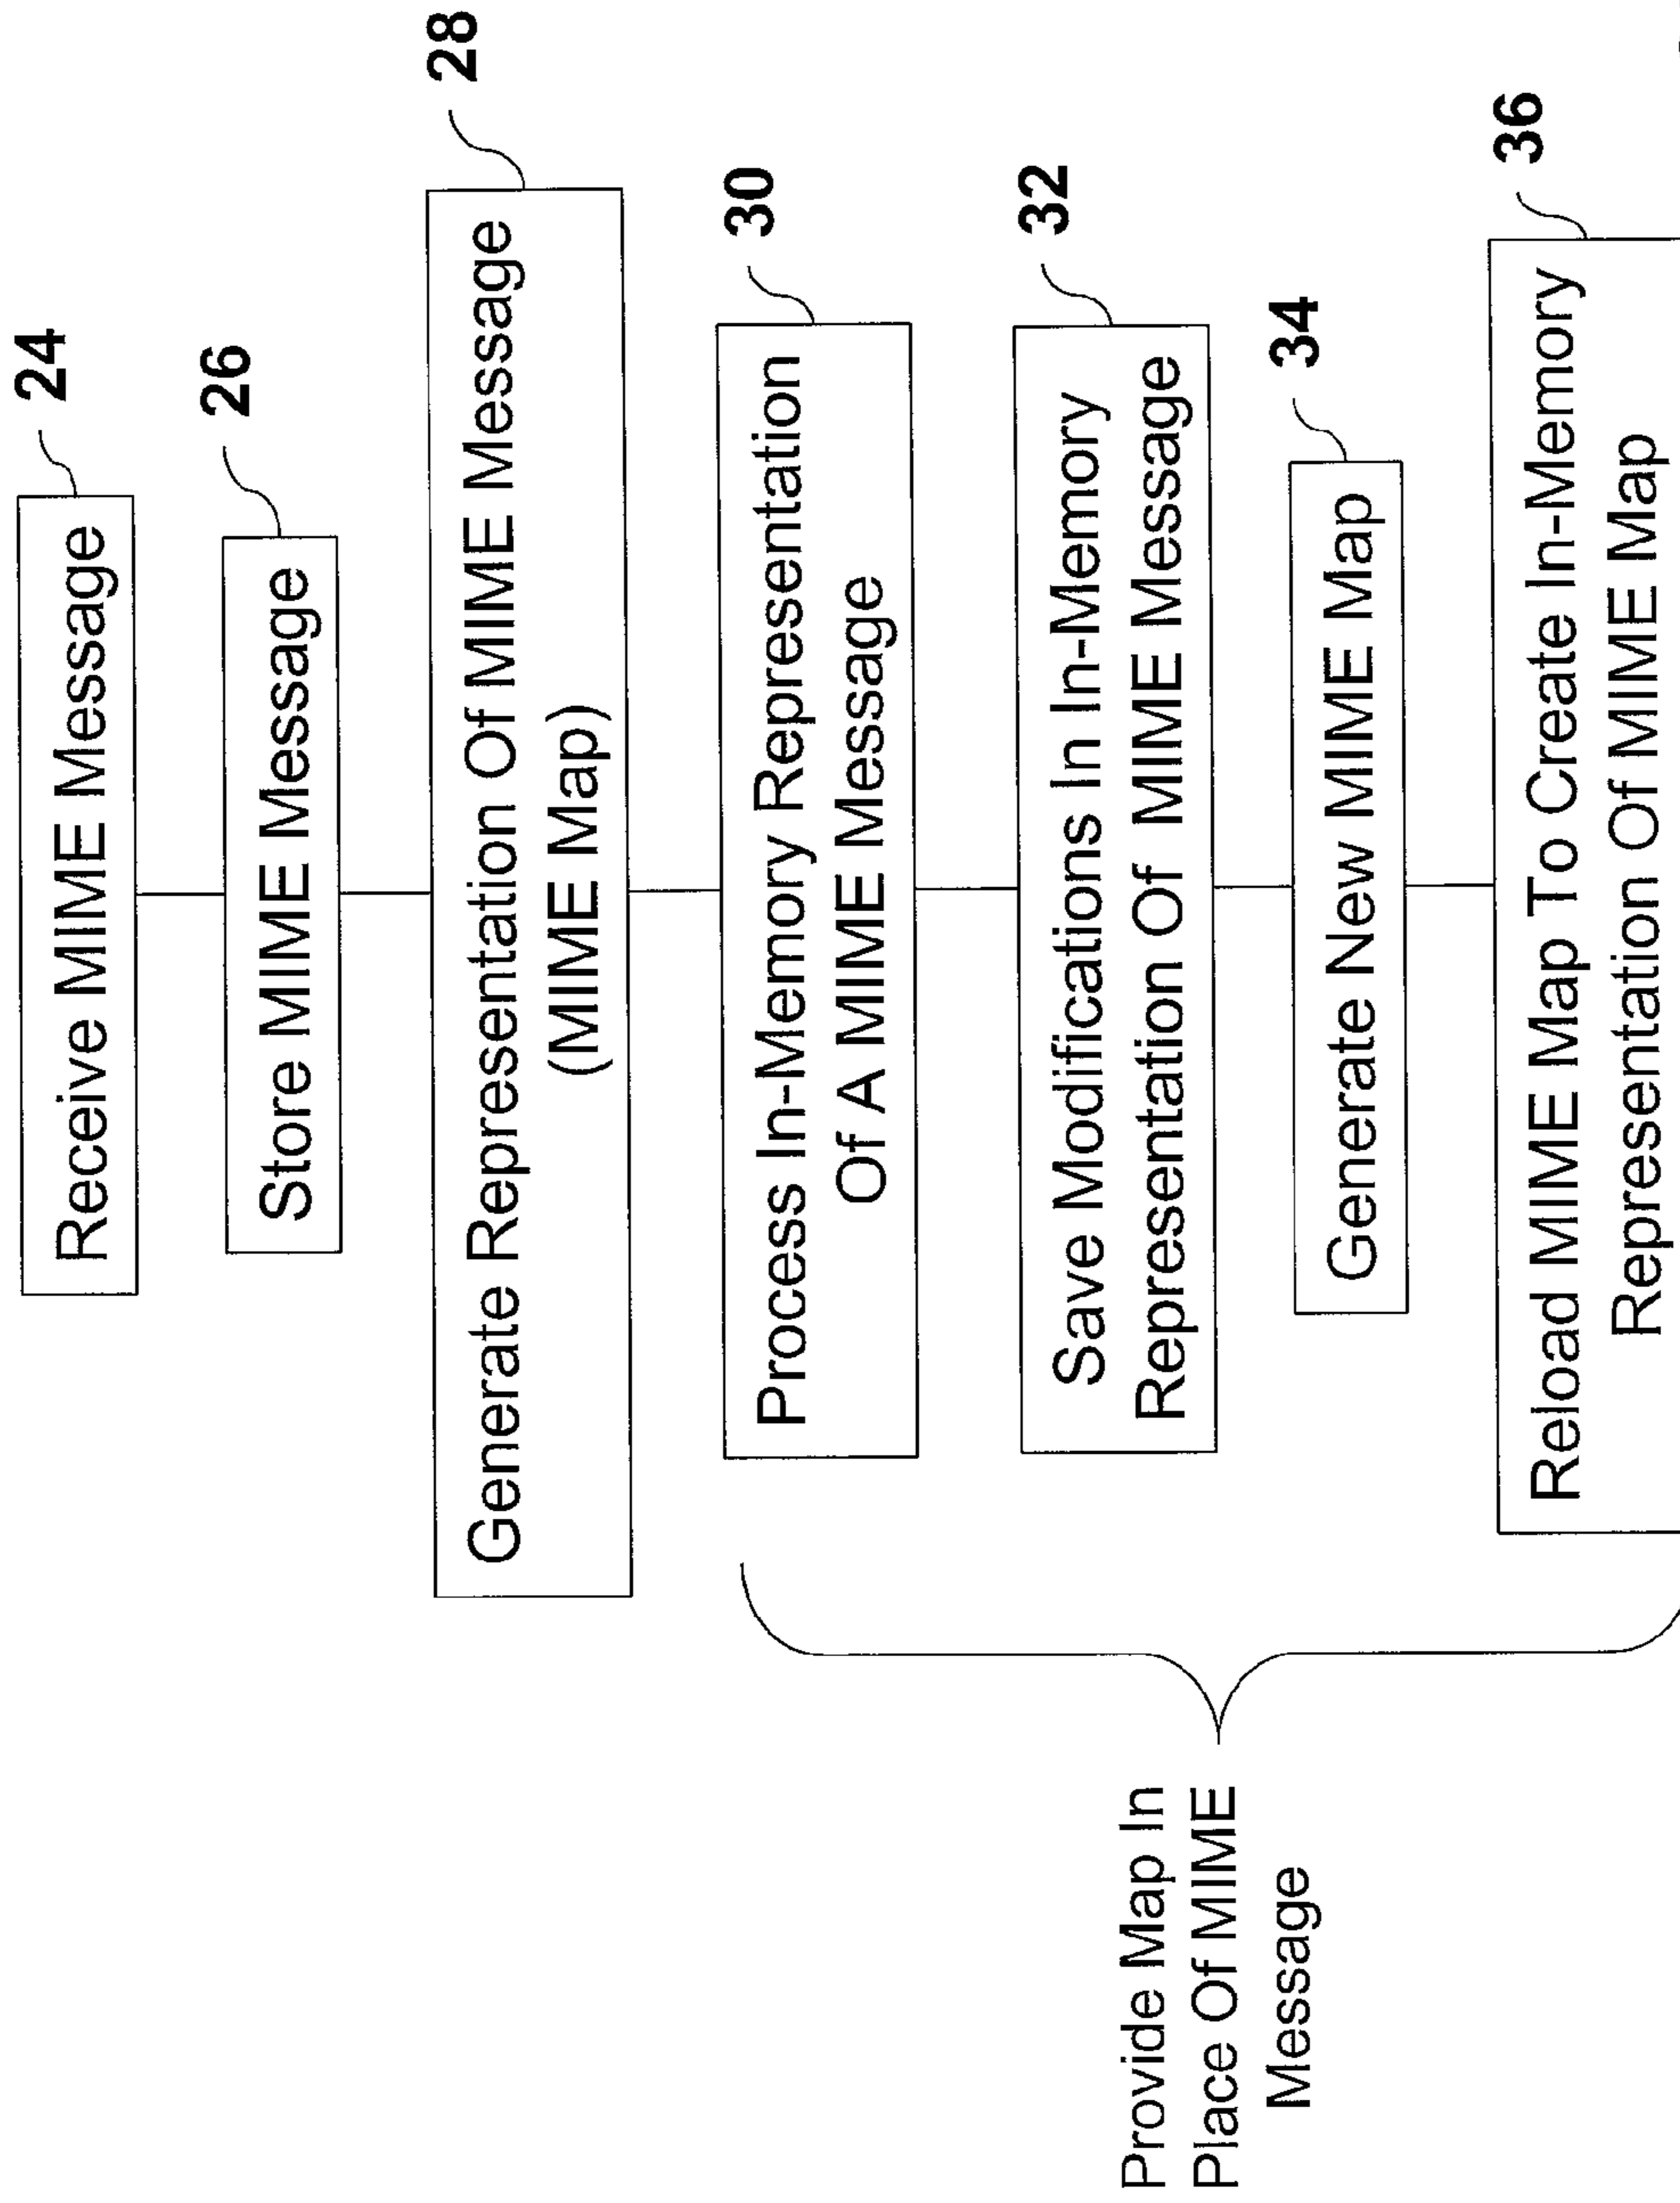 24
Receive MIME Message
26
Store MIME Message
28
Generate Representation Of MIME Message
(MIME Map)
30
Process In-Memory Representation
Of A MIME Message
32
Save Modifications In In-Memory
Representation Of MIME Message
34
Generate New MIME Map
36
Reload MIME Map To Create In-Memory
Representation Of MIME Map
Provide Map In
Place Of MIME
Message